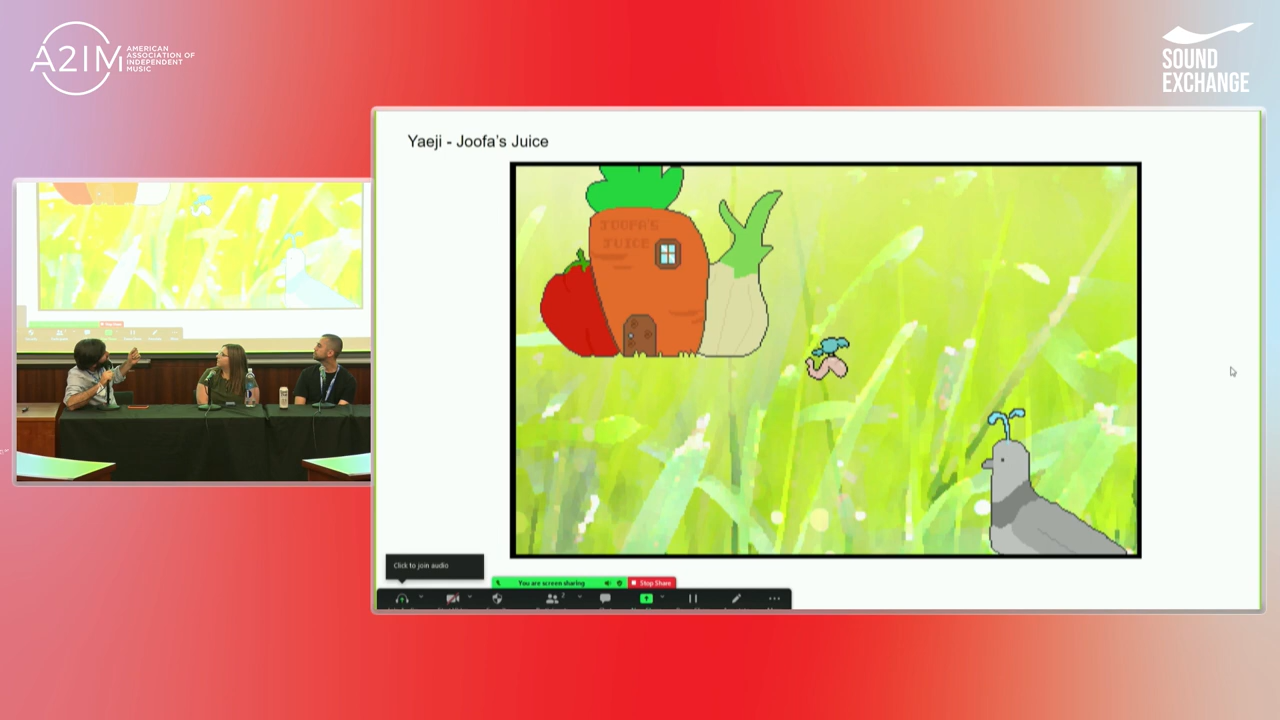 A2IM
AMERICAN
ASSOCIATION OF
INDEPENDENT
MUSIC
SOUND
EXCHANGE
Yaeji - Joofa's Juice
JOOFA'S
JUICE
Click to join audio
You are screen sharing
Stop Share
2